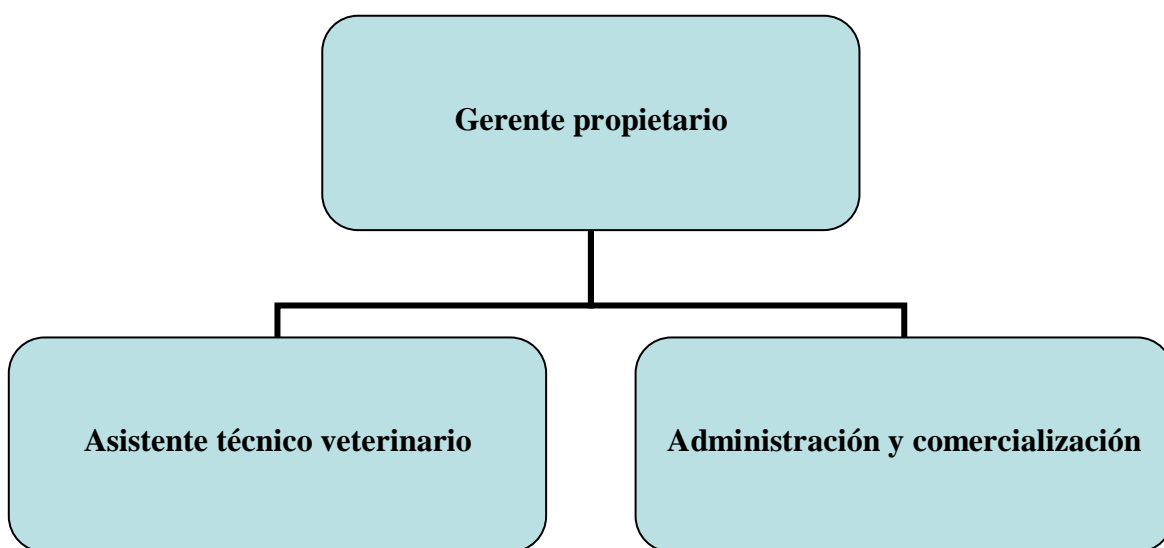 Gerente propietario
Asistente técnico veterinario
Administración y comercialización